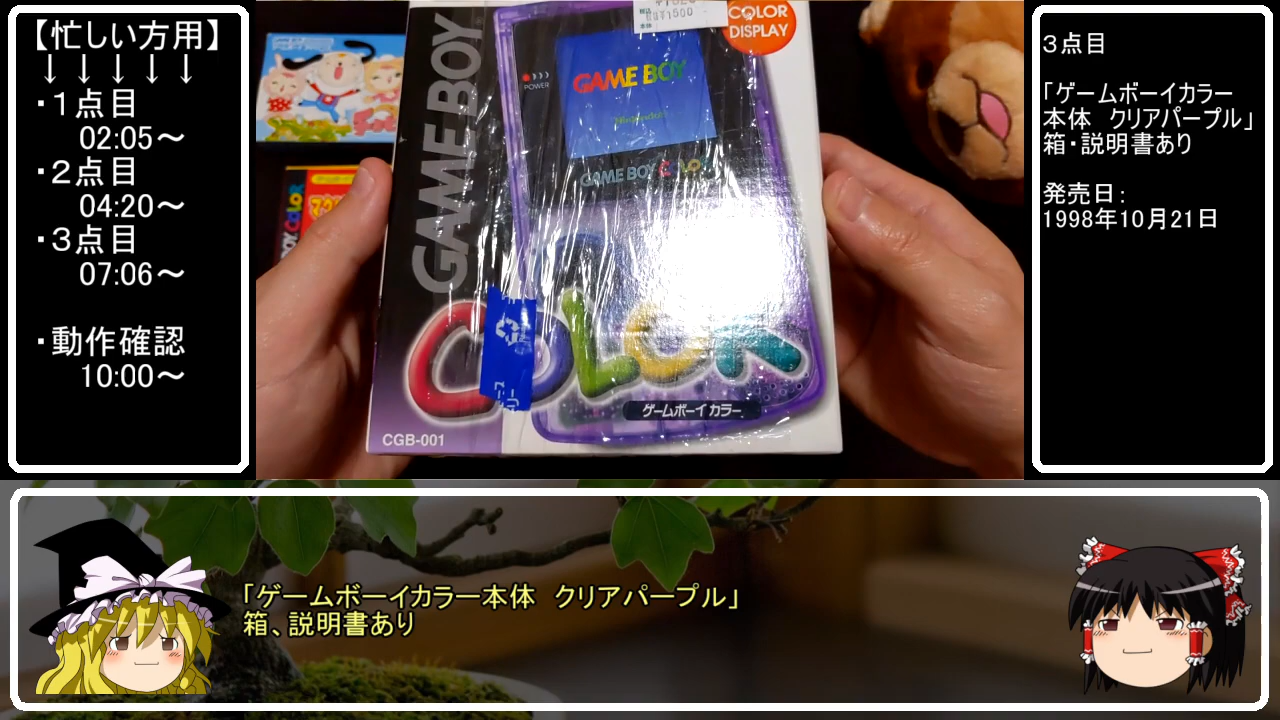 【忙しい方用】
↓ ↓ ↓ ↓ ↓
・１点目
02:05～
・２点目
04:20～
・３点目
07:06～
・動作確認
10:00～
GAME BOY
COLOR
DISPLAY
POWER
GAME BOY
Nintendo
GAME BOY COLOR
COLOR
ゲームボーイ カラー
CGB-001
３点目
「ゲームボーイカラー
本体　クリアパープル」
箱・説明書あり
発売日：
1998年10月21日
「ゲームボーイカラー本体　クリアパープル」
箱、説明書あり